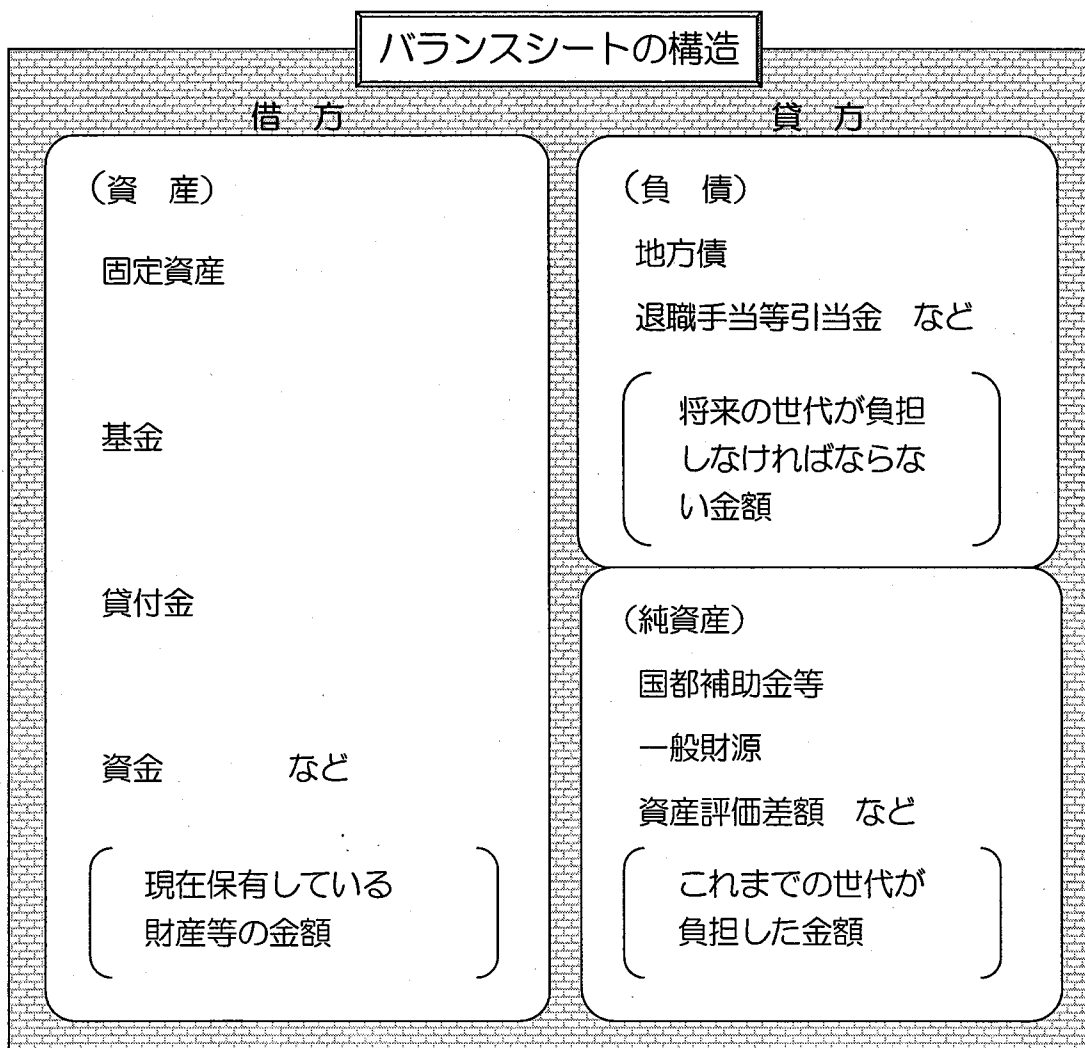 バランスシートの構造
借　方
（資　産）
固定資産
基金
貸付金
資金　　　　など
現在保有している
財産等の金額
貸　方
（負　債）
地方債
退職手当等引当金　など
将来の世代が負担
しなければならな
い金額
（純資産）
国都補助金等
一般財源
資産評価差額　など
これまでの世代が
負担した金額